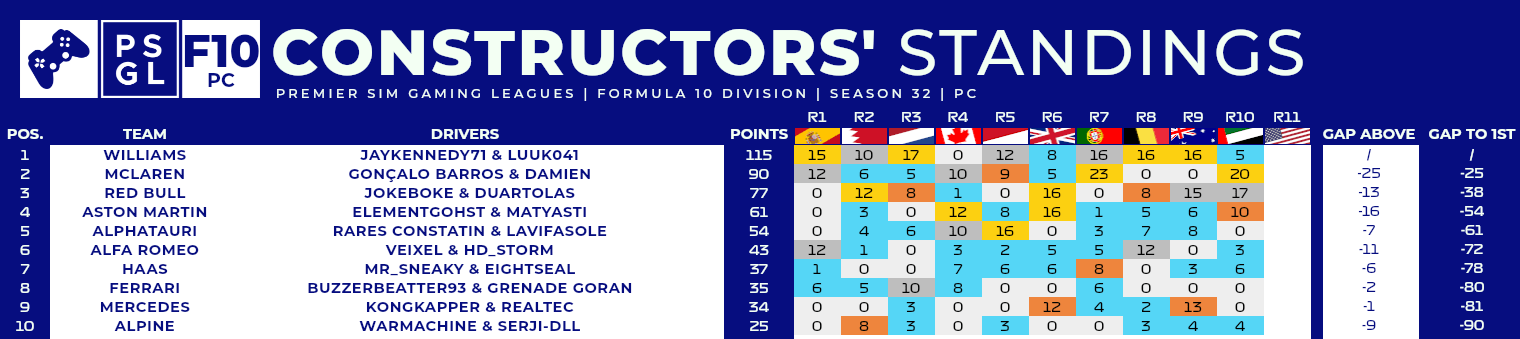 PS
GL
F10
PC
CONSTRUCTORS' STANDINGS
PREMIER SIM GAMING LEAGUES | FORMULA 10 DIVISION | SEASON 32 | PC
R1 R2 R3 R4 R5 R6 R7 R8 R9 R10 R11
POS. TEAM DRIVERS POINTS GAP ABOVE GAP TO 1ST
1 WILLIAMS JAYKENNEDY71 & LUUK041 115 15 10 17 0 12 8 16 16 16 5 / /
2 MCLAREN GONÇALO BARROS & DAMIEN 90 12 6 5 10 9 5 23 0 0 20 -25 -25
3 RED BULL JOKEBOKE & DUARTOLAS 77 0 12 8 1 0 16 0 8 15 17 -13 -38
4 ASTON MARTIN ELEMENTGOHST & MATYASTI 61 0 3 0 12 8 16 1 5 6 10 -16 -54
5 ALPHATAURI RARES CONSTATIN & LAVIFASOLE 54 0 4 6 10 16 0 3 7 8 0 -7 -61
6 ALFA ROMEO VEIXEL & HD_STORM 43 12 1 0 3 2 5 5 12 0 3 -11 -72
7 HAAS MR_SNEAKY & EIGHTSEAL 37 1 0 0 7 6 6 8 0 3 6 -6 -78
8 FERRARI BUZZERBEATTER93 & GRENADE GORAN 35 6 5 10 8 0 0 6 0 0 0 -2 -80
9 MERCEDES KONGKAPPER & REALTEC 34 0 0 3 0 0 12 4 2 13 0 -1 -81
10 ALPINE WARMACHINE & SERJI-DLL 25 0 8 3 0 3 0 0 3 4 4 -9 -90